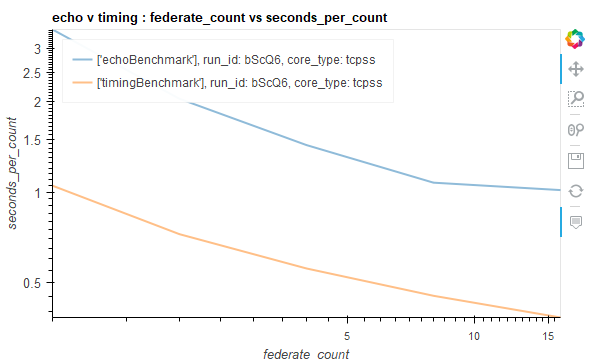 echo v timing : federate_count vs seconds_per_count
['echoBenchmark'], run_id: bScQ6, core_type: tcpss
['timingBenchmark'], run_id: bScQ6, core_type: tcpss
3
2.5
2
1.5
1
0.5
seconds_per_count
5
10
15
federate_count